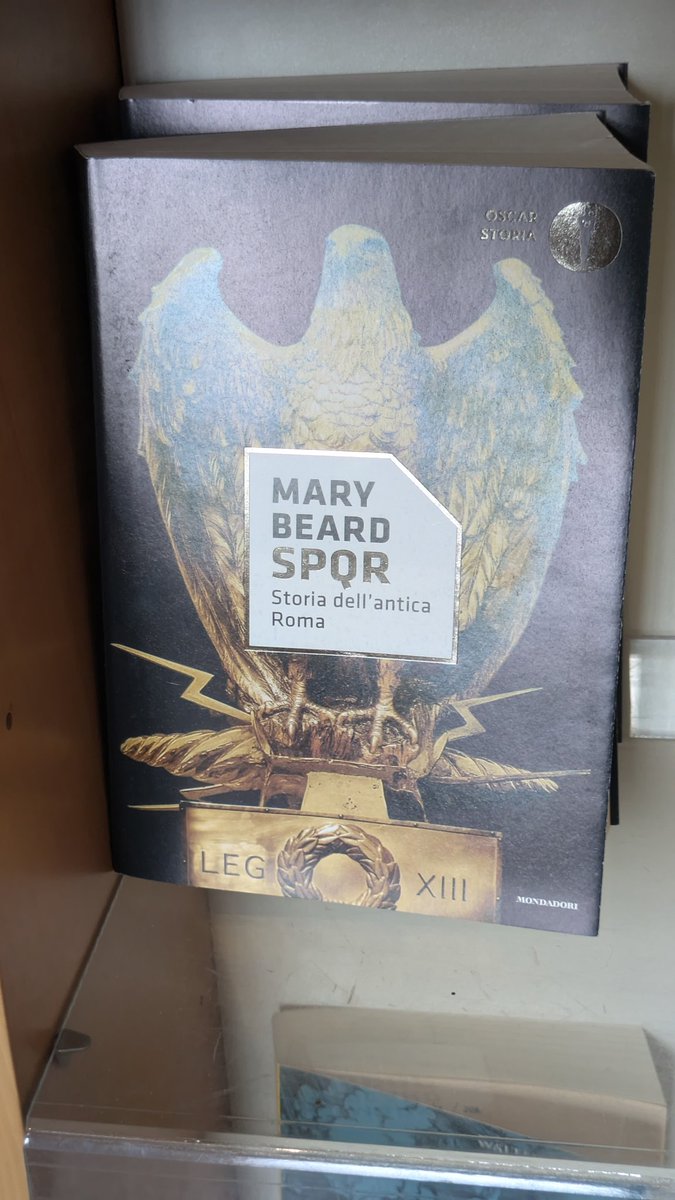 OSCAR
STORIA
MARY
BEARD
SPQR
Storia dell'antica
Roma
LEG XIII
MONDADORI